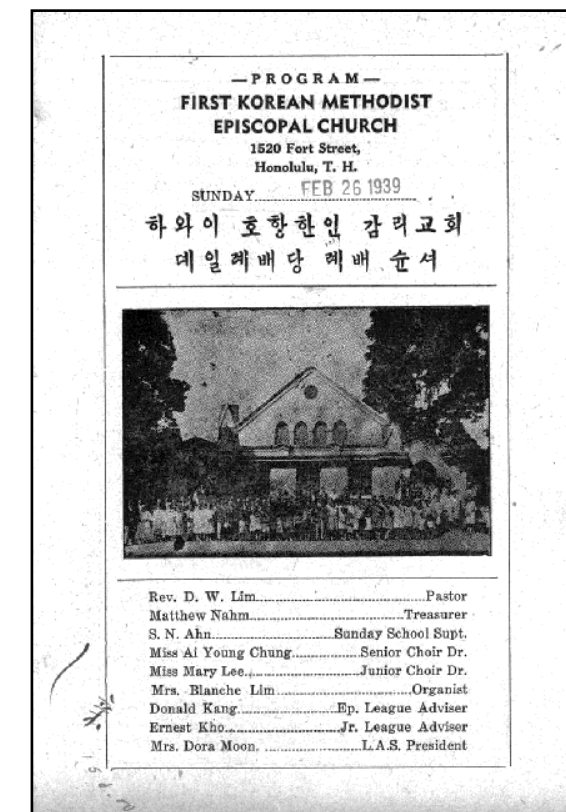 —PROGRAM—
FIRST KOREAN METHODIST
EPISCOPAL CHURCH
1520 Fort Street,
Honolulu, T. H.
SUNDAY FEB 26 1939
하와이 호항한인 감리교회
뎨일례배당 례배 순서
Rev. D. W. Lim Pastor
Matthew Nahm Treasurer
S. N. Ahn Sunday School Supt.
Miss Ai Young Chung Senior Choir Dr.
Miss Mary Lee Junior Choir Dr.
Mrs. Blanche Lim Organist
Donald Kang Ep. League Adviser
Ernest Kho Jr. League Adviser
Mrs. Dora Moon. L.A.S. President